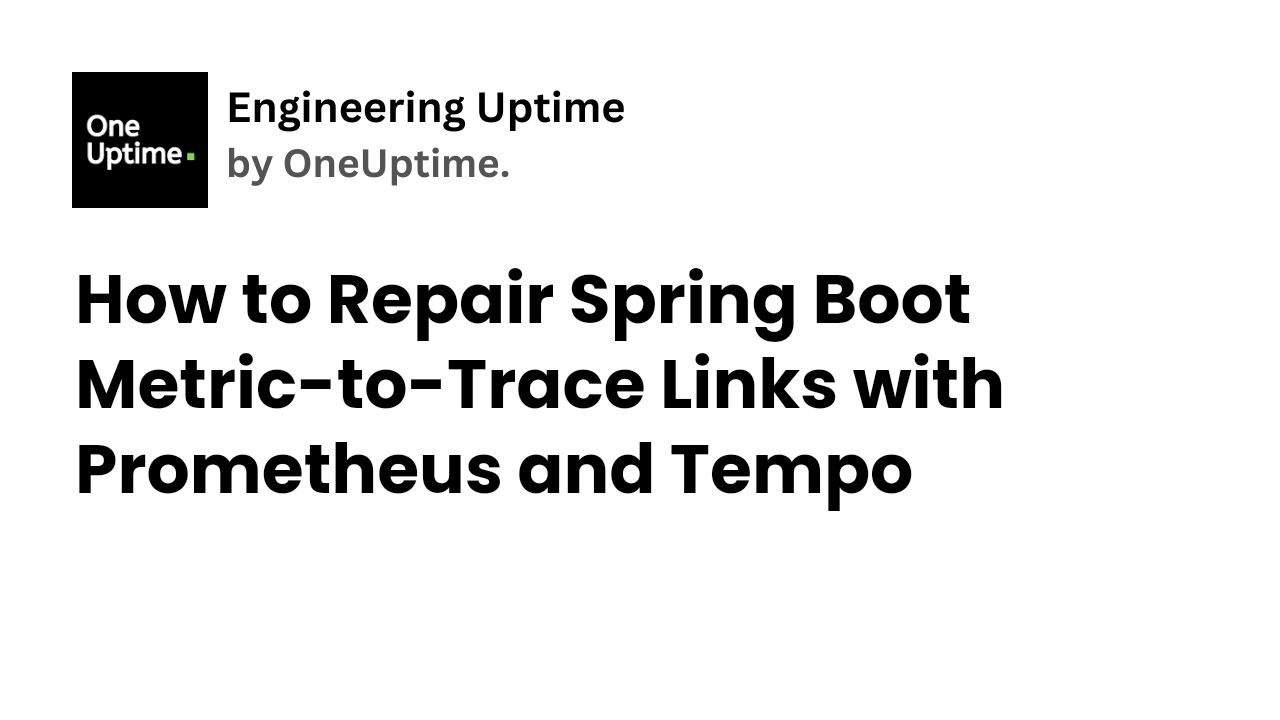 One
Uptime.
Engineering Uptime
by OneUptime.
How to Repair Spring Boot
Metric-to-Trace Links with
Prometheus and Tempo